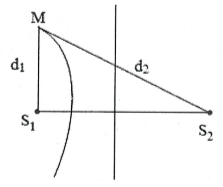 M
d₁ d₂
S₁ S₂